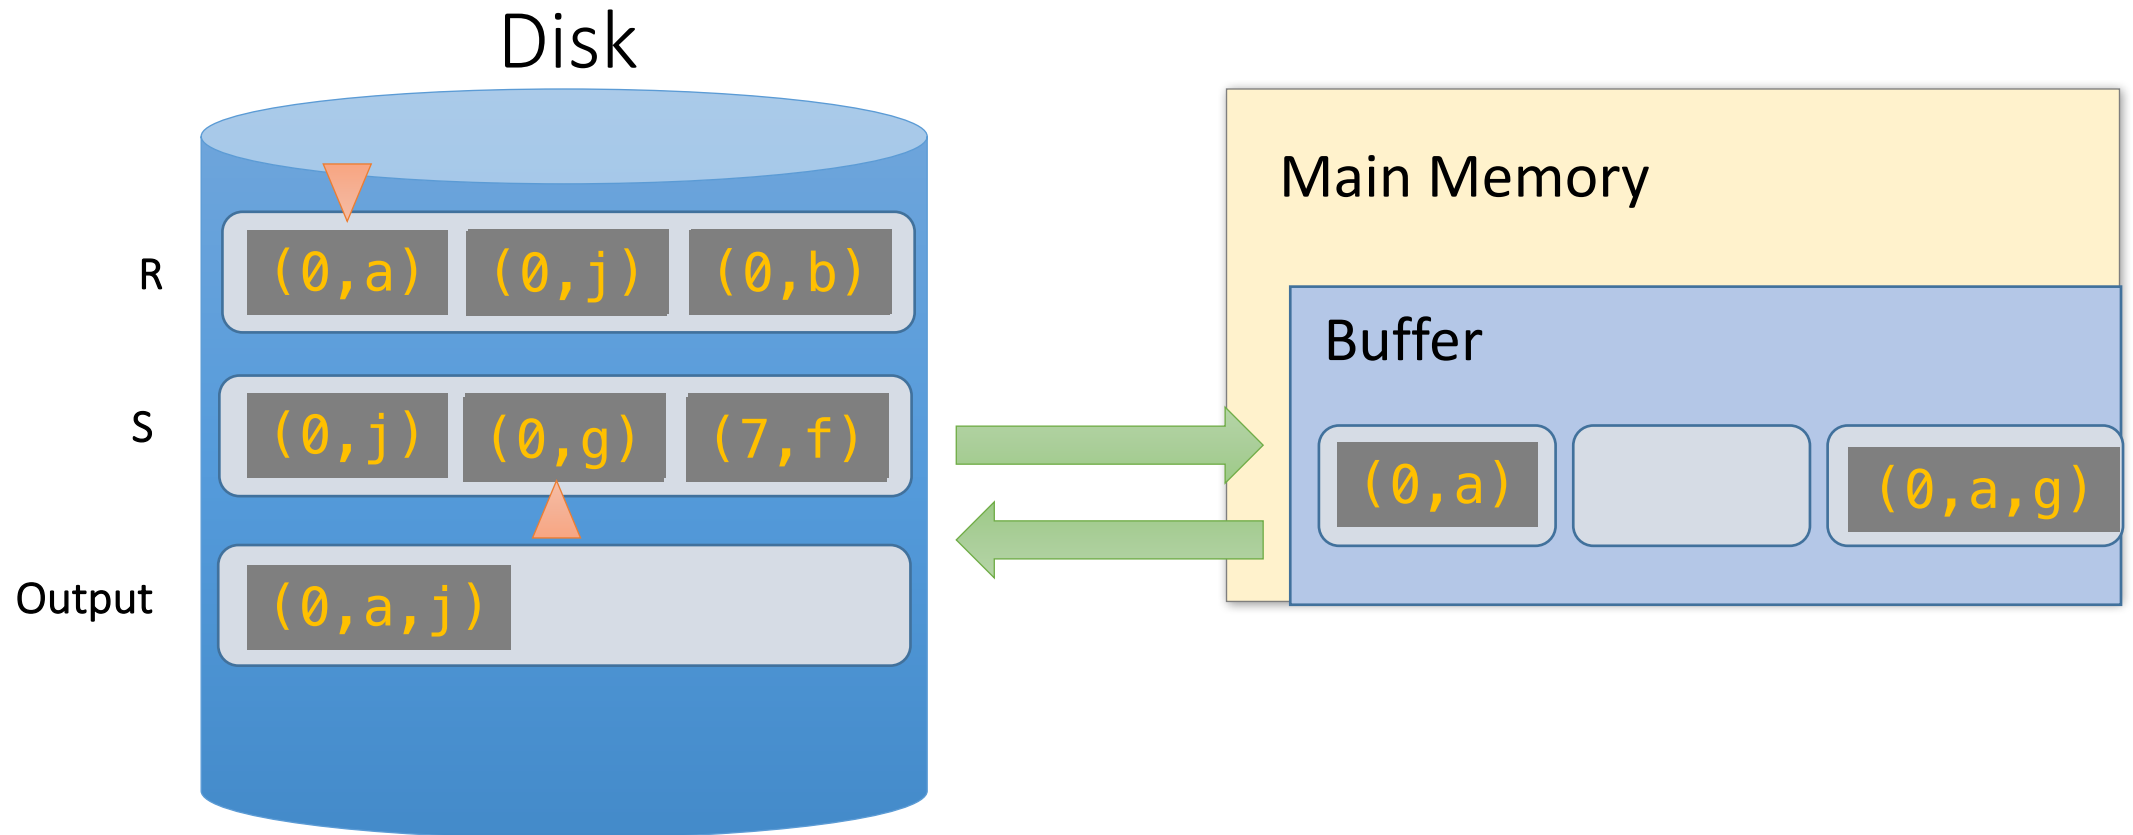 Disk
Main Memory
R
(0,a) (0,j) (0,b)
Buffer
S
(0,j) (0,g) (7,f)
(0,a) (0,a,g)
Output
(0,a,j)